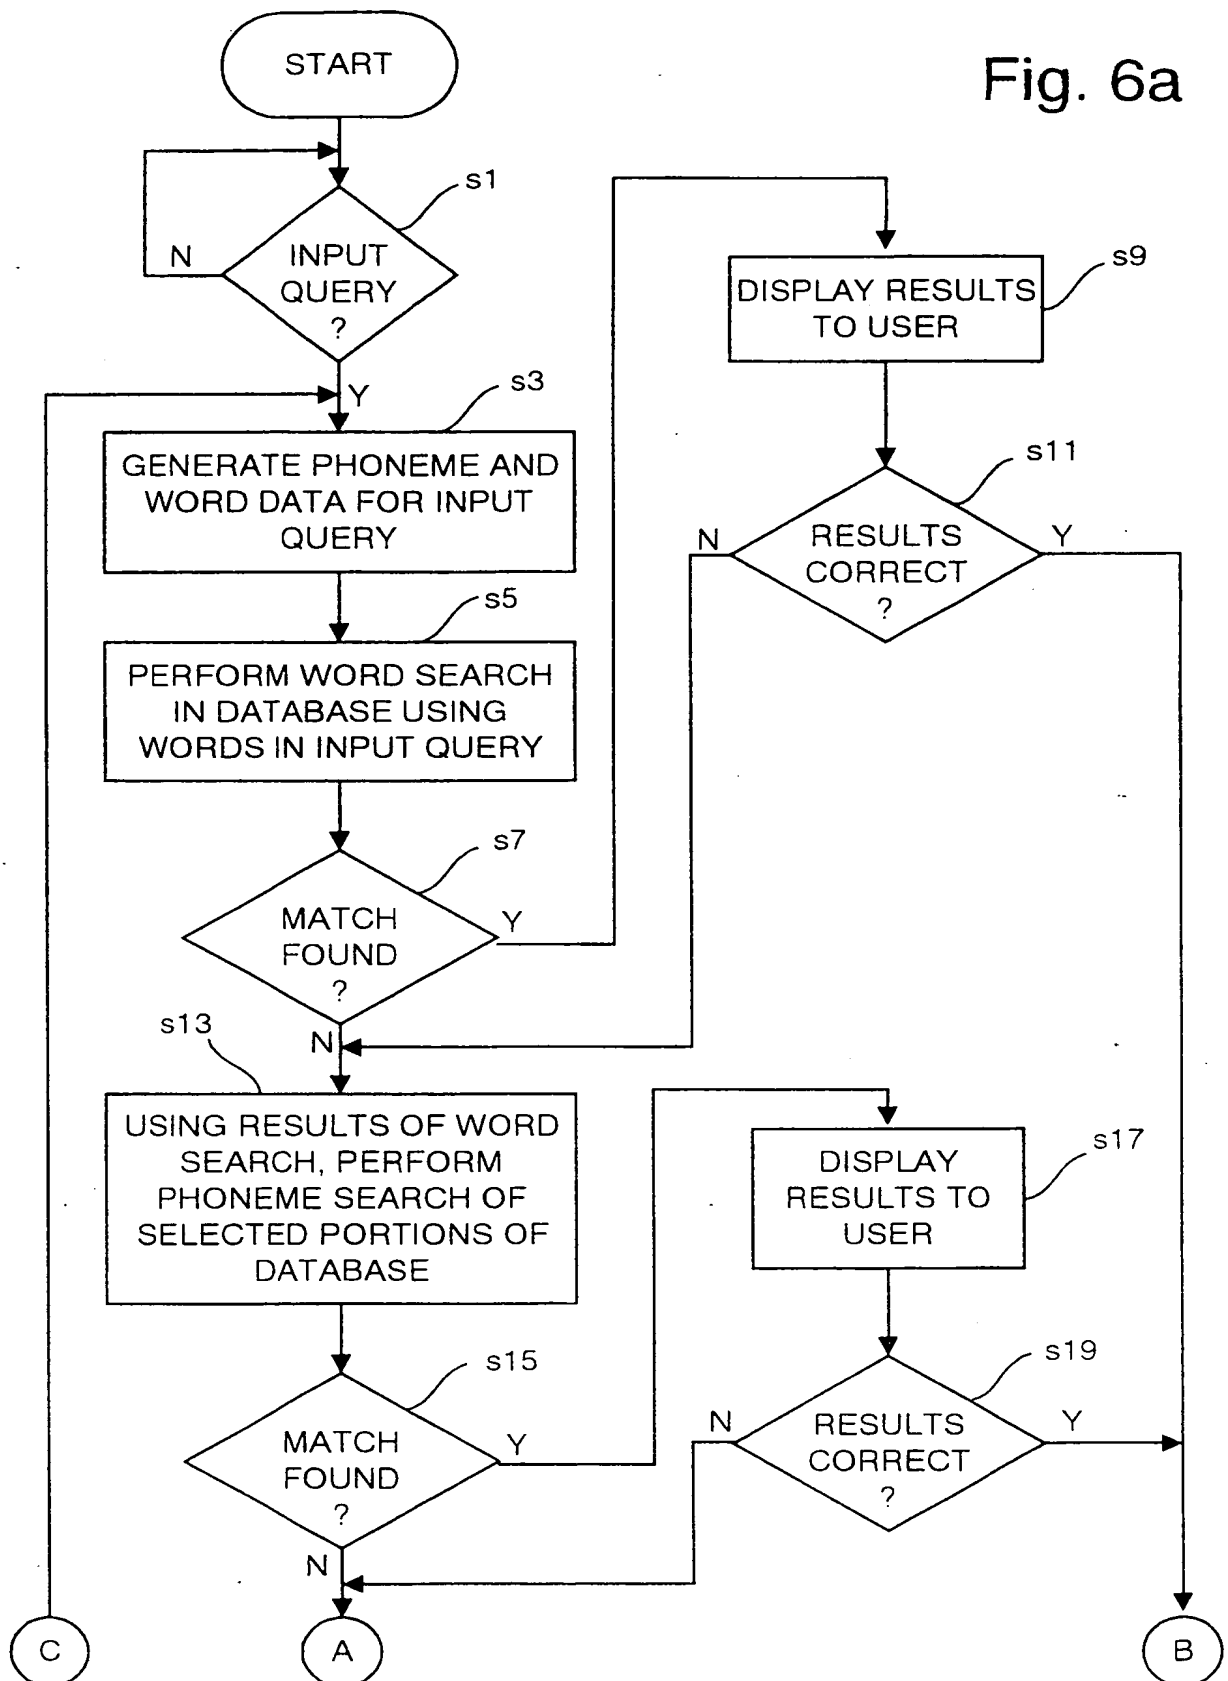 Fig. 6a
START
s1
INPUT
QUERY
?
N
Y
s3
GENERATE PHONEME AND
WORD DATA FOR INPUT
QUERY
s5
PERFORM WORD SEARCH
IN DATABASE USING
WORDS IN INPUT QUERY
s7
MATCH
FOUND
?
Y
N
s9
DISPLAY RESULTS
TO USER
s11
RESULTS
CORRECT
?
N
Y
s13
USING RESULTS OF WORD
SEARCH, PERFORM
PHONEME SEARCH OF
SELECTED PORTIONS OF
DATABASE
s15
MATCH
FOUND
?
Y
N
s17
DISPLAY
RESULTS TO
USER
s19
RESULTS
CORRECT
?
N
Y
C
A
B